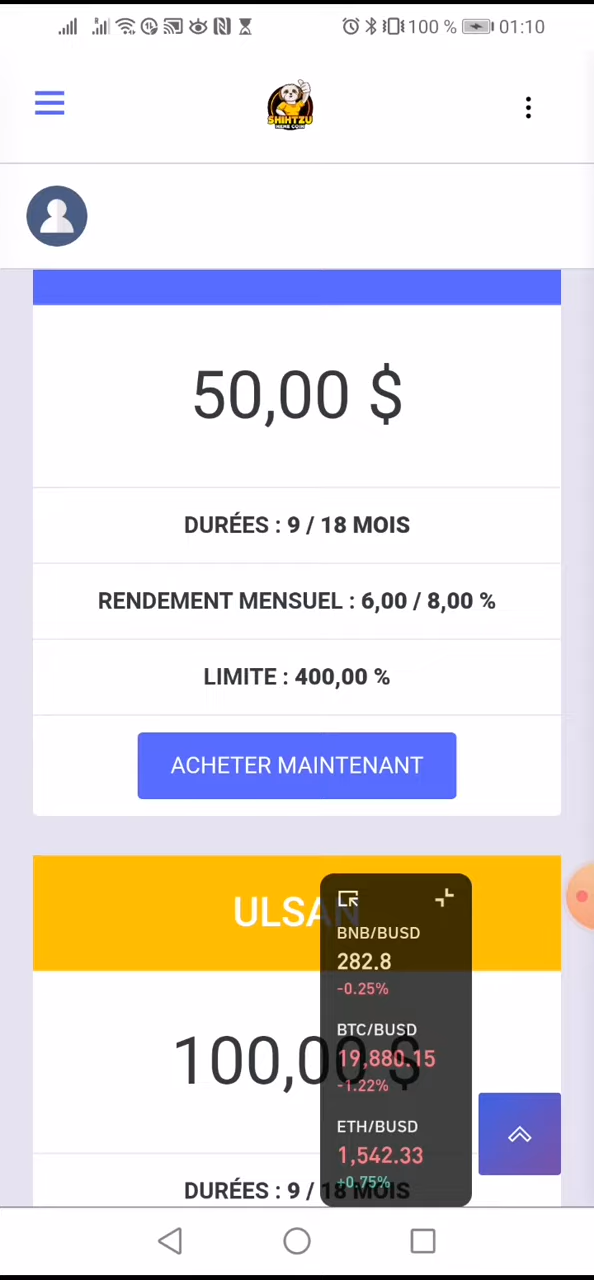 100 % 01:10
SHIHTZU
MEME COIN
50,00 $
DURÉES : 9 / 18 MOIS
RENDEMENT MENSUEL : 6,00 / 8,00 %
LIMITE : 400,00 %
ACHETER MAINTENANT
ULSAN
BNB/BUSD
282.8
-0.25%
100,00 $
BTC/BUSD
19,880.15
-1.22%
ETH/BUSD
1,542.33
+0.75%
DURÉES : 9 / 18 MOIS